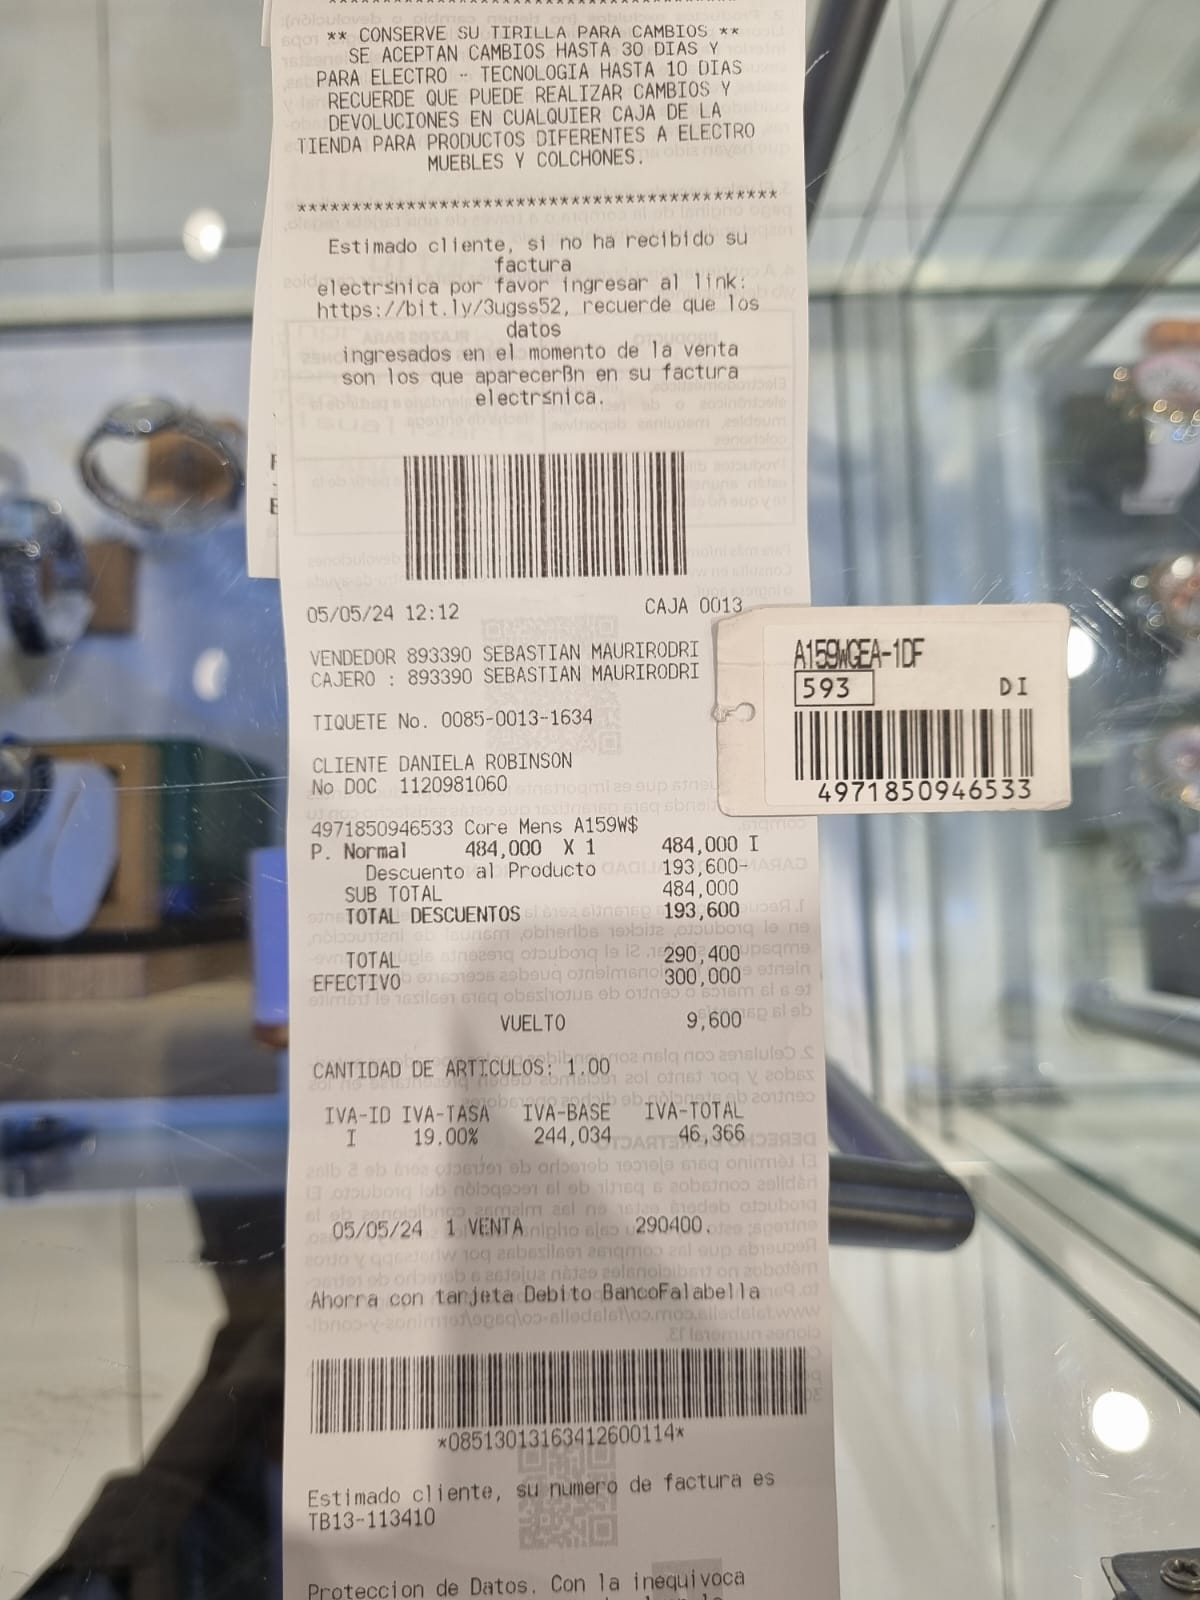 ** CONSERVE SU TIRILLA PARA CAMBIOS **
SE ACEPTAN CAMBIOS HASTA 30 DIAS Y
PARA ELECTRO - TECNOLOGIA HASTA 10 DIAS
RECUERDE QUE PUEDE REALIZAR CAMBIOS Y
DEVOLUCIONES EN CUALQUIER CAJA DE LA
TIENDA PARA PRODUCTOS DIFERENTES A ELECTRO
MUEBLES Y COLCHONES.
********************************************
Estimado cliente, si no ha recibido su
factura
electr≤nica por favor ingresar al link:
https://bit.ly/3ugss52, recuerde que los
datos
ingresados en el momento de la venta
son los que aparecerßn en su factura
electr≤nica.
05/05/24 12:12 CAJA 0013
VENDEDOR 893390 SEBASTIAN MAURIRODRI
CAJERO : 893390 SEBASTIAN MAURIRODRI
TIQUETE No. 0085-0013-1634
CLIENTE DANIELA ROBINSON
No DOC 1120981060
4971850946533 Core Mens A159W$
P. Normal 484,000 X 1 484,000 I
Descuento al Producto 193,600-
SUB TOTAL 484,000
TOTAL DESCUENTOS 193,600
TOTAL 290,400
EFECTIVO 300,000
VUELTO 9,600
CANTIDAD DE ARTICULOS: 1.00
IVA-ID IVA-TASA IVA-BASE IVA-TOTAL
I 19.00% 244,034 46,366
05/05/24 1 VENTA 290400.
Ahorra con tarjeta Debito BancoFalabella
*08513013163412600114*
Estimado cliente, su numero de factura es
TB13-113410
Proteccion de Datos. Con la inequivoca
A159WGEA-1DF
593 DI
4971850946533